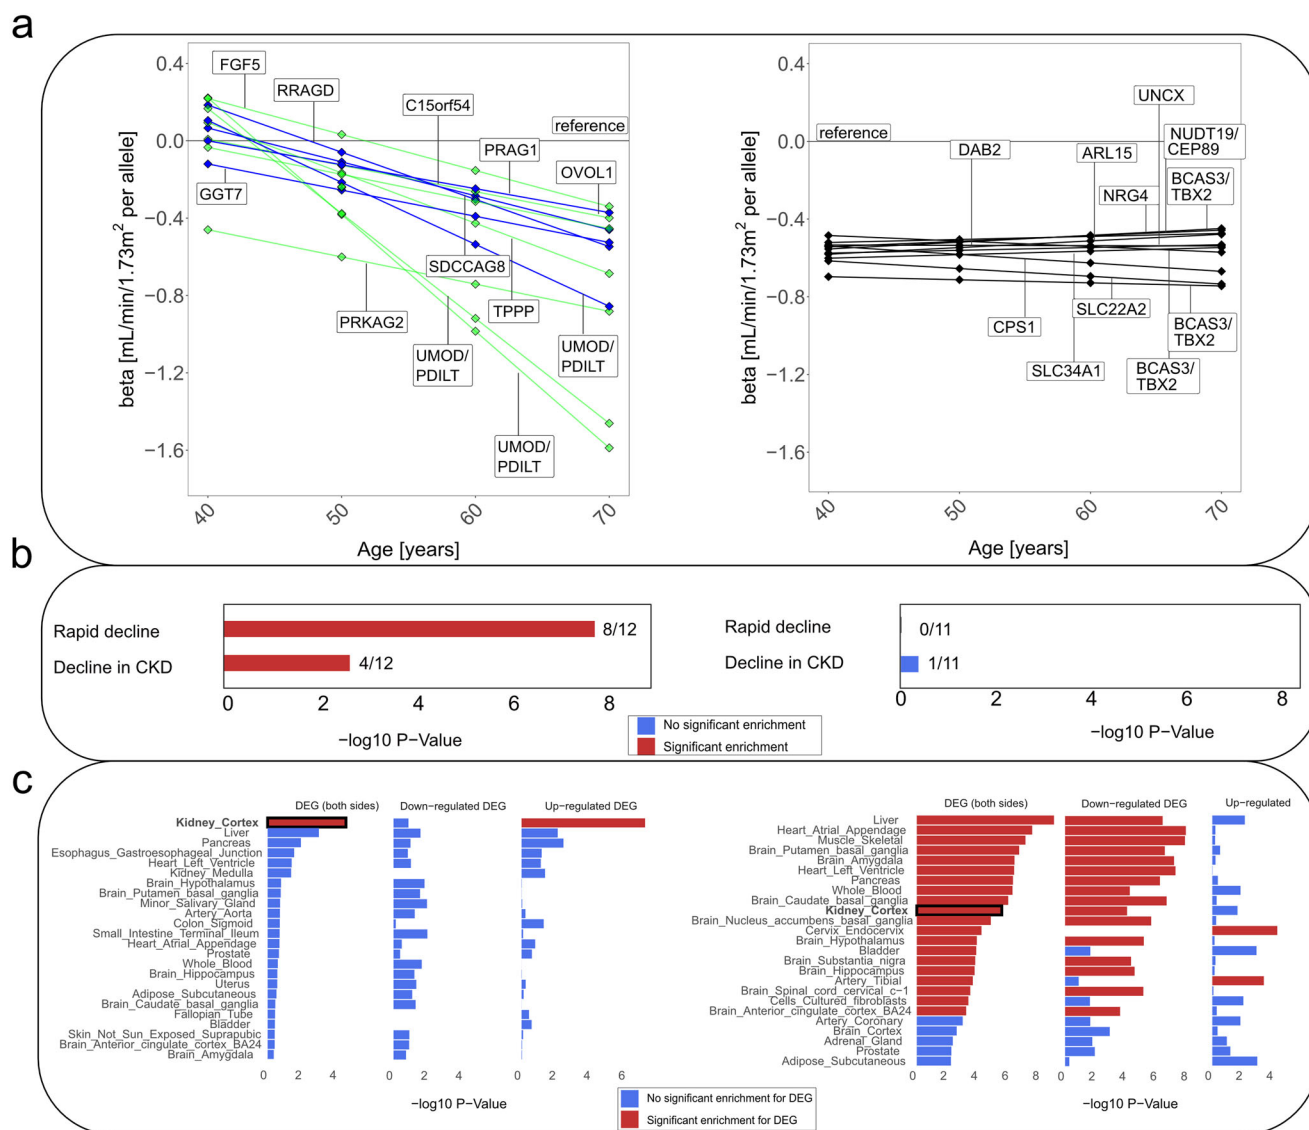 a
0.4
0.0
−0.4
−0.8
−1.2
−1.6
beta [mL/min/1.73m² per allele]
FGF5
RRAGD
C15orf54
reference
PRAG1
OVOL1
GGT7
SDCCAG8
TPPP
PRKAG2
UMOD/
PDILT
UMOD/
PDILT
UMOD/
PDILT
40
50
60
70
Age [years]
0.4
0.0
−0.4
−0.8
−1.2
−1.6
beta [mL/min/1.73m² per allele]
reference
UNCX
DAB2
ARL15
NUDT19/
CEP89
NRG4
BCAS3/
TBX2
CPS1
SLC22A2
BCAS3/
TBX2
SLC34A1
BCAS3/
TBX2
40
50
60
70
Age [years]
b
Rapid decline
8/12
Decline in CKD
4/12
0 2 4 6 8
−log10 P−Value
Rapid decline
0/11
Decline in CKD
1/11
0 2 4 6 8
−log10 P−Value
No significant enrichment
Significant enrichment
c
DEG (both sides) Down−regulated DEG Up−regulated DEG
Kidney_Cortex
Liver
Pancreas
Esophagus_Gastroesophageal_Junction
Heart_Left_Ventricle
Kidney_Medulla
Brain_Hypothalamus
Brain_Putamen_basal_ganglia
Minor_Salivary_Gland
Artery_Aorta
Colon_Sigmoid
Small_Intestine_Terminal_Ileum
Heart_Atrial_Appendage
Prostate
Whole_Blood
Brain_Hippocampus
Uterus
Adipose_Subcutaneous
Brain_Caudate_basal_ganglia
Fallopian_Tube
Bladder
Skin_Not_Sun_Exposed_Suprapubic
Brain_Anterior_cingulate_cortex_BA24
Brain_Amygdala
0 2 4 6 0 2 4 6 0 2 4 6
−log10 P−Value
DEG (both sides) Down−regulated DEG Up−regulated
Liver
Heart_Atrial_Appendage
Muscle_Skeletal
Brain_Putamen_basal_ganglia
Brain_Amygdala
Heart_Left_Ventricle
Pancreas
Whole_Blood
Brain_Caudate_basal_ganglia
Kidney_Cortex
Brain_Nucleus_accumbens_basal_ganglia
Cervix_Endocervix
Brain_Hypothalamus
Bladder
Brain_Substantia_nigra
Brain_Hippocampus
Artery_Tibial
Brain_Spinal_cord_cervical_c−1
Cells_Cultured_fibroblasts
Brain_Anterior_cingulate_cortex_BA24
Artery_Coronary
Brain_Cortex
Adrenal_Gland
Prostate
Adipose_Subcutaneous
0 2 4 6 8 0 2 4 6 8 0 2 4
−log10 P−Value
No significant enrichment for DEG
Significant enrichment for DEG